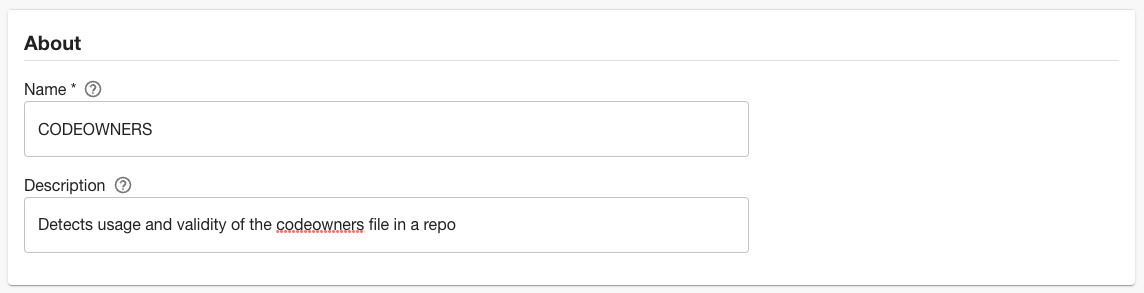 About
Name *
CODEOWNERS
Description
Detects usage and validity of the codeowners file in a repo